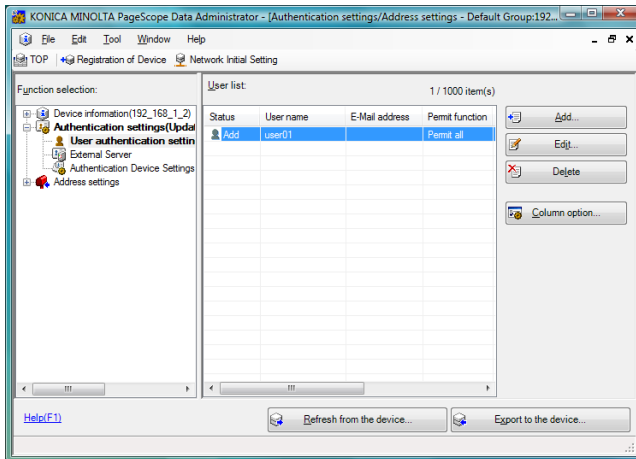 KONICA MINOLTA PageScope Data Administrator - [Authentication settings/Address settings - Default Group:192...
File Edit Tool Window Help
TOP Registration of Device Network Initial Setting
Function selection:
User list:
1 / 1000 item(s)
Device information(192_168_1_2)
Authentication settings(Updat
User authentication settin
External Server
Authentication Device Settings
Address settings
Status User name E-Mail address Permit function
Add user01 Permit all
Add...
Edit...
Delete
Column option...
Help(F1)
Refresh from the device...
Export to the device...